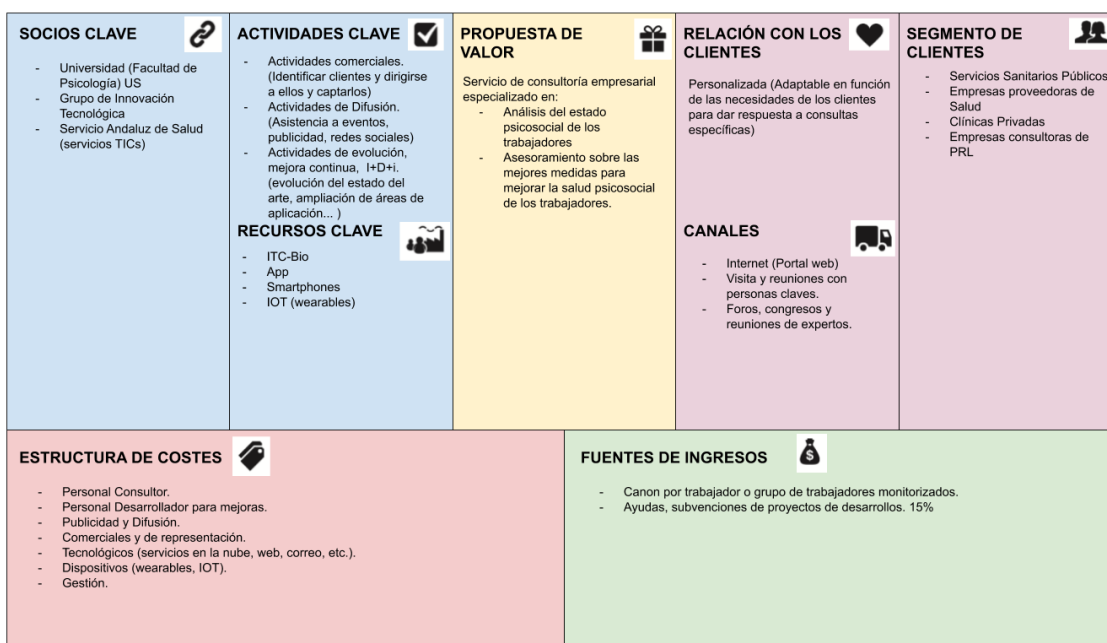 SOCIOS CLAVE
- Universidad (Facultad de
Psicología) US
- Grupo de Innovación
Tecnológica
- Servicio Andaluz de Salud
(servicios TICs)
ACTIVIDADES CLAVE
- Actividades comerciales.
(Identificar clientes y dirigirse
a ellos y captarlos)
- Actividades de Difusión.
(Asistencia a eventos,
publicidad, redes sociales)
- Actividades de evolución,
mejora continua, I+D+i.
(evolución del estado del
arte, ampliación de áreas de
aplicación... )
RECURSOS CLAVE
- ITC-Bio
- App
- Smartphones
- IOT (wearables)
PROPUESTA DE
VALOR
Servicio de consultoría empresarial
especializado en:
- Análisis del estado
psicosocial de los
trabajadores
- Asesoramiento sobre las
mejores medidas para
mejorar la salud psicosocial
de los trabajadores.
RELACIÓN CON LOS
CLIENTES
Personalizada (Adaptable en función
de las necesidades de los clientes
para dar respuesta a consultas
específicas)
CANALES
- Internet (Portal web)
- Visita y reuniones con
personas claves.
- Foros, congresos y
reuniones de expertos.
SEGMENTO DE
CLIENTES
- Servicios Sanitarios Públicos
- Empresas proveedoras de
Salud
- Clínicas Privadas
- Empresas consultoras de
PRL
ESTRUCTURA DE COSTES
- Personal Consultor.
- Personal Desarrollador para mejoras.
- Publicidad y Difusión.
- Comerciales y de representación.
- Tecnológicos (servicios en la nube, web, correo, etc.).
- Dispositivos (wearables, IOT).
- Gestión.
FUENTES DE INGRESOS
$
- Canon por trabajador o grupo de trabajadores monitorizados.
- Ayudas, subvenciones de proyectos de desarrollos. 15%